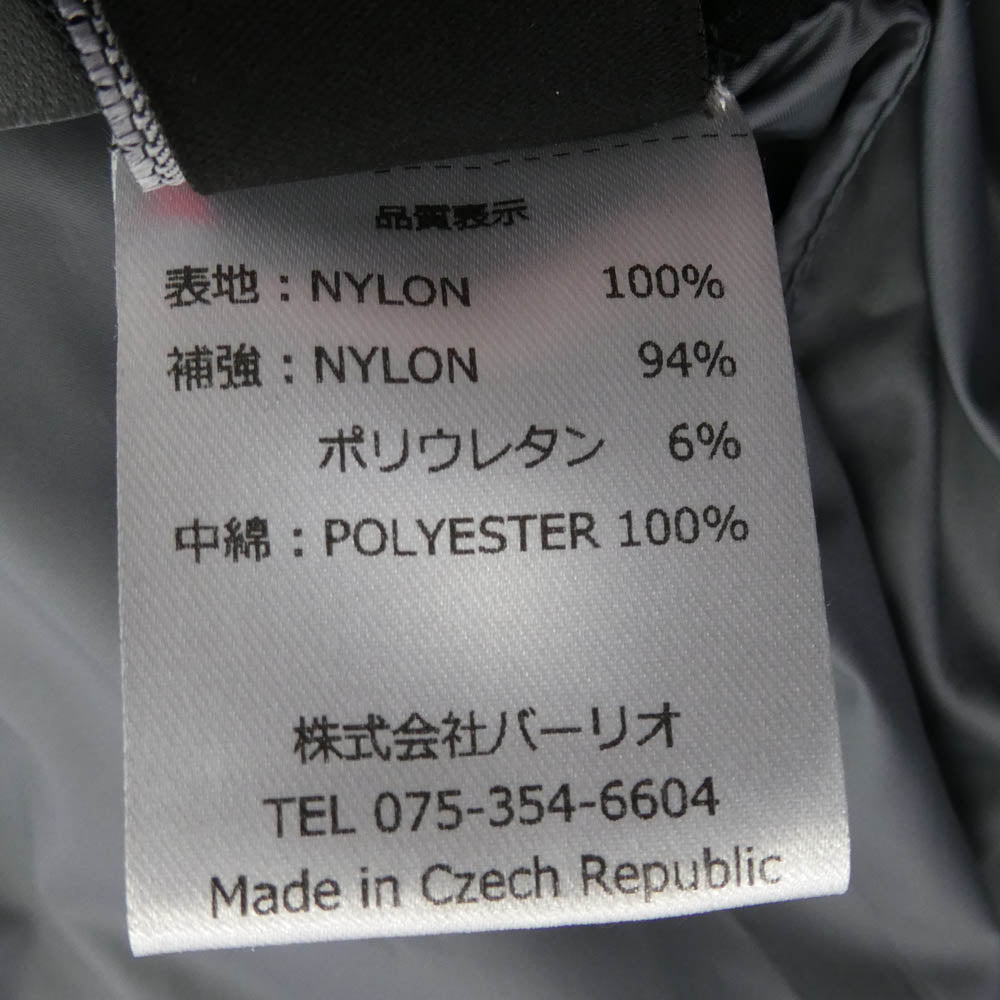 品質表示
表地：NYLON 100%
補強：NYLON 94%
ポリウレタン 6%
中綿：POLYESTER 100%
株式会社バーリオ
TEL 075-354-6604
Made in Czech Republic